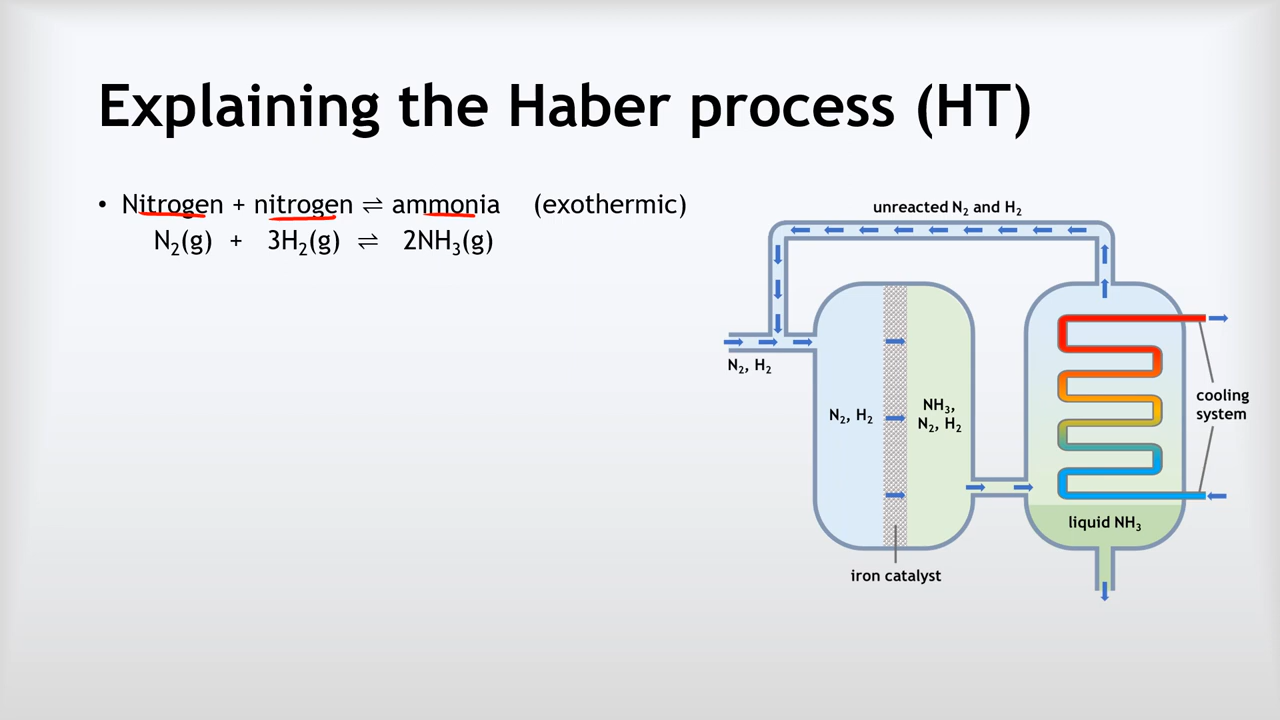 Explaining the Haber process (HT)
• Nitrogen + nitrogen ⇌ ammonia (exothermic)
N₂(g) + 3H₂(g) ⇌ 2NH₃(g)
unreacted N₂ and H₂
N₂, H₂
N₂, H₂
NH₃,
N₂, H₂
cooling
system
liquid NH₃
iron catalyst